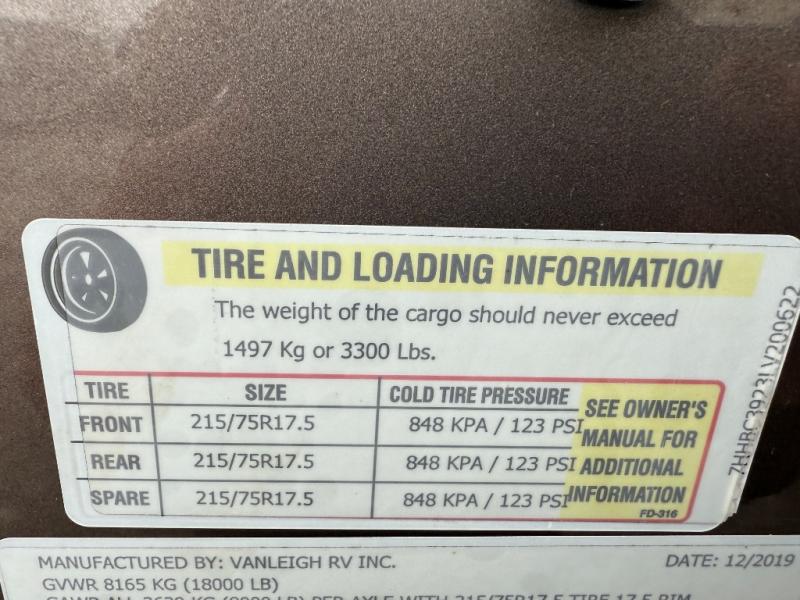 TIRE AND LOADING INFORMATION
The weight of the cargo should never exceed
1497 Kg or 3300 Lbs.
TIRE SIZE COLD TIRE PRESSURE
FRONT 215/75R17.5 848 KPA / 123 PSI
REAR 215/75R17.5 848 KPA / 123 PSI
SPARE 215/75R17.5 848 KPA / 123 PSI
SEE OWNER'S
MANUAL FOR
ADDITIONAL
INFORMATION
FD-316
MANUFACTURED BY: VANLEIGH RV INC. DATE: 12/2019
GVWR 8165 KG (18000 LB)